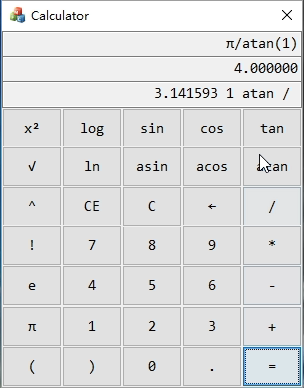 Calculator
π/atan(1)
4.000000
3.141593 1 atan /
x² log sin cos tan
√ ln asin acos atan
^ CE C ← /
! 7 8 9 *
e 4 5 6 -
π 1 2 3 +
( ) 0 . =